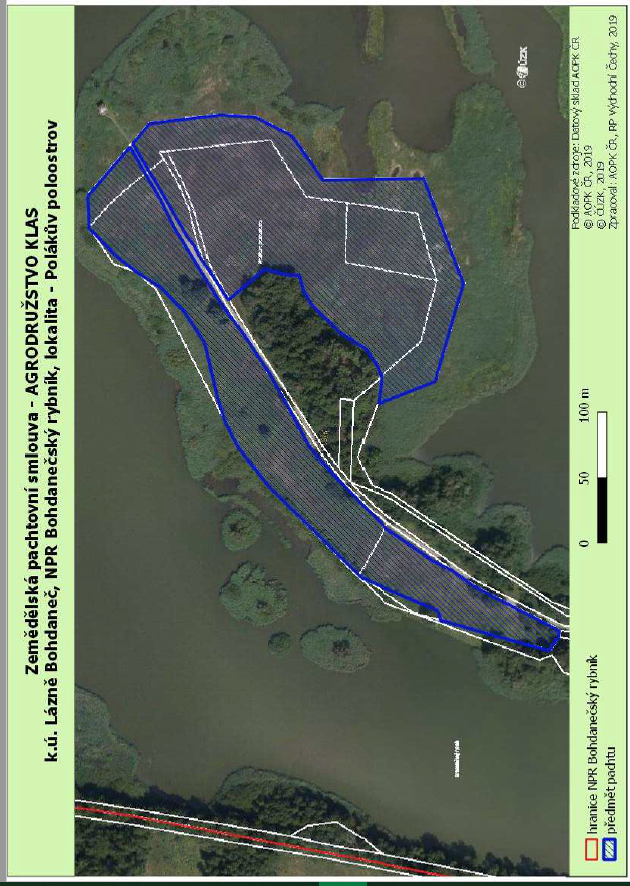 Zemědělská pachtovní smlouva - AGRODRUŽSTVO KLAS
k.ú. Lázně Bohdaneč, NPR Bohdanečský rybník, lokalita - Polákův poloostrov
© ČÚZK
hranice NPR Bohdanečský rybník
předmět pachtu
0 50 100 m
Podkladové zdroje: Datový sklad AOPK ČR
© AOPK ČR, 2019
© ČÚZK, 2019
Zpracoval: AOPK ČR, RP Východní Čechy, 2019